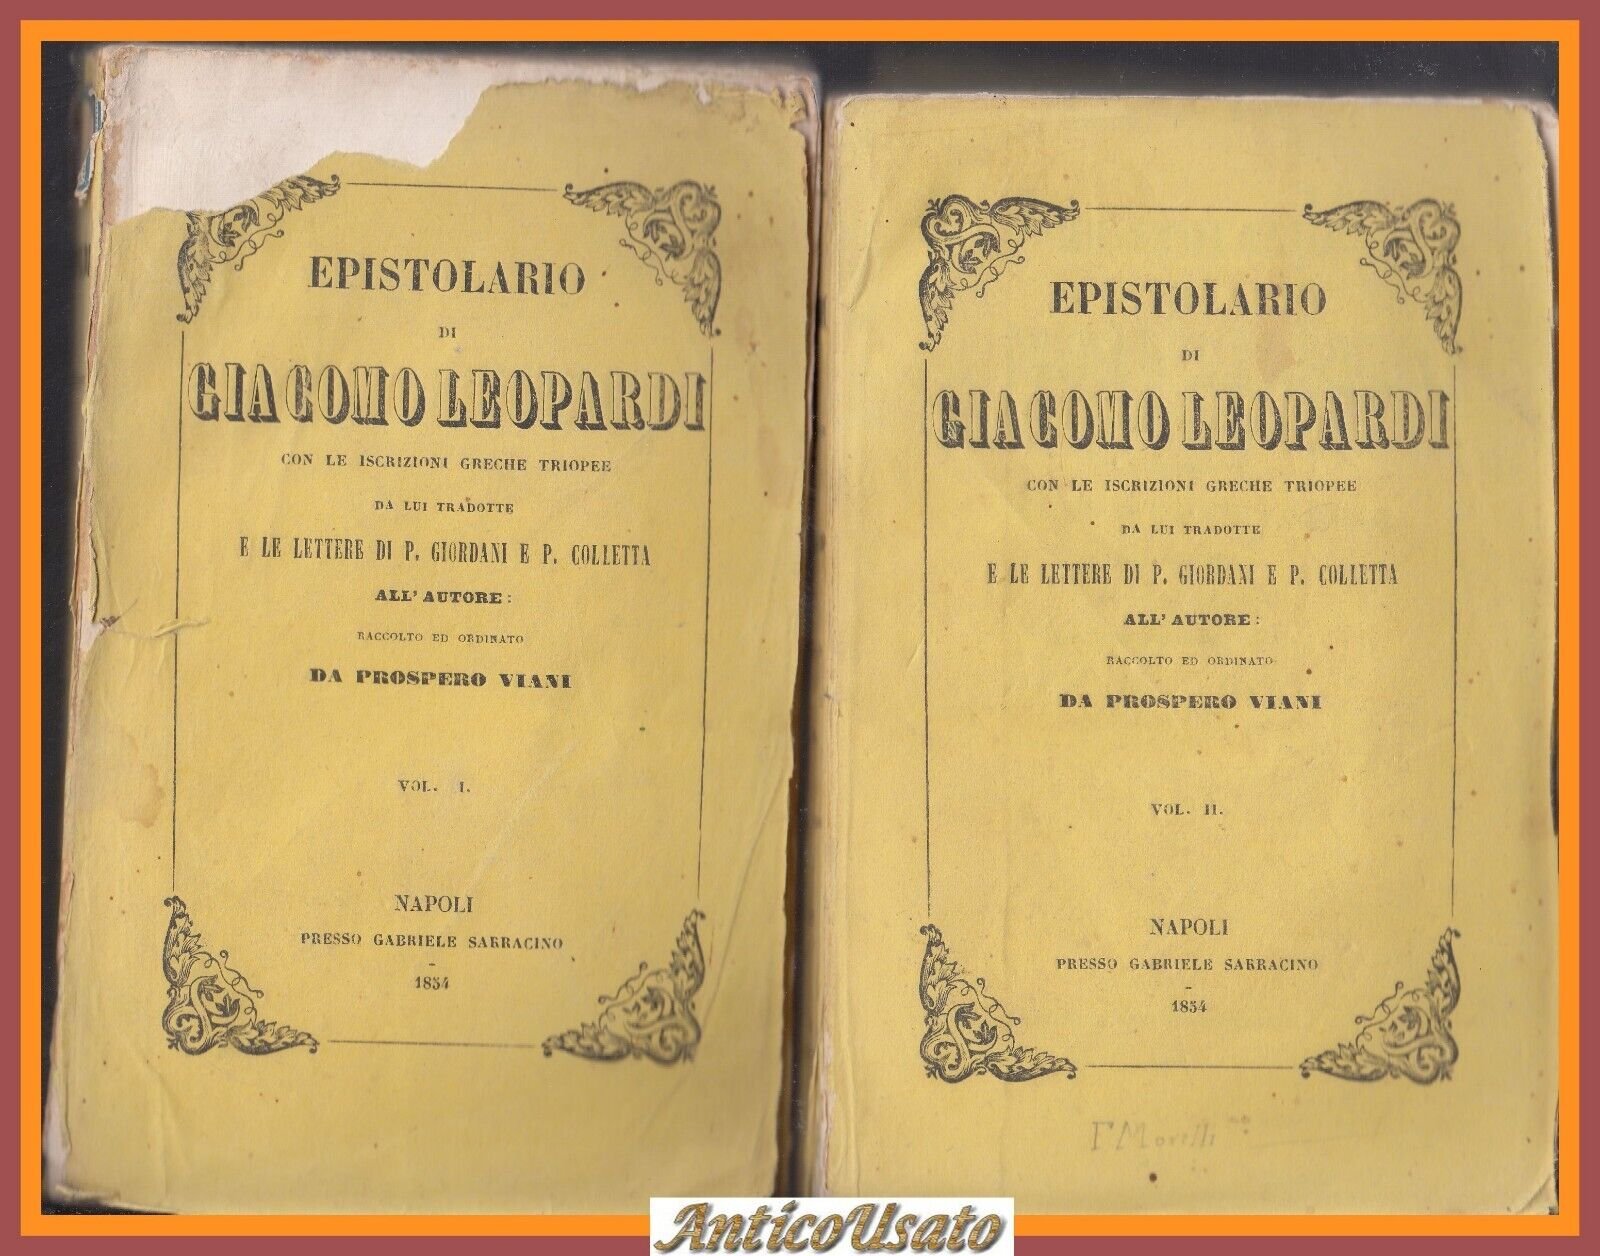 EPISTOLARIO
DI
GIACOMO LEOPARDI
CON LE ISCRIZIONI GRECHE TRIOPEE
DA LUI TRADOTTE
E LE LETTERE DI P. GIORDANI E P. COLLETTA
ALL' AUTORE:
RACCOLTO ED ORDINATO
DA PROSPERO VIANI
VOL. I.
NAPOLI
PRESSO GABRIELE SARRACINO
-
1854
EPISTOLARIO
DI
GIACOMO LEOPARDI
CON LE ISCRIZIONI GRECHE TRIOPEE
DA LUI TRADOTTE
E LE LETTERE DI P. GIORDANI E P. COLLETTA
ALL' AUTORE:
RACCOLTO ED ORDINATO
DA PROSPERO VIANI
VOL. II.
NAPOLI
PRESSO GABRIELE SARRACINO
-
1854
F Morelli
AnticoUsato